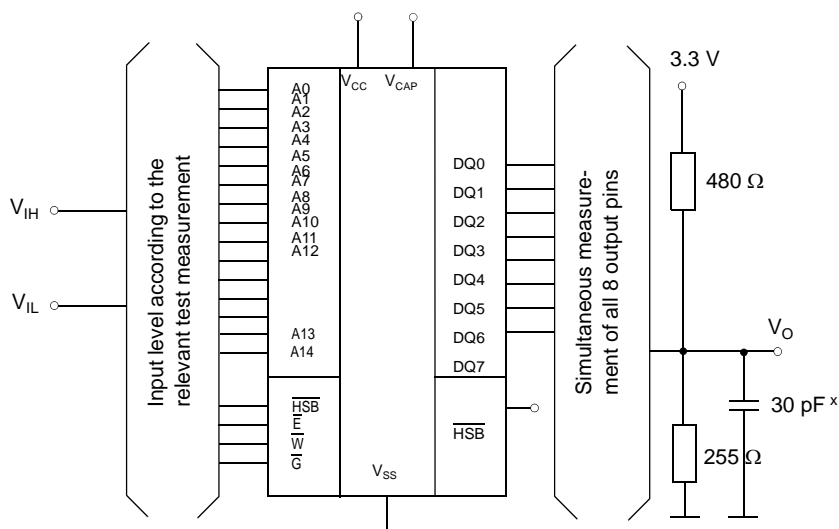 V_IH
V_IL
Input level according to the
relevant test measurement
V_CC
V_CAP
A0
A1
A2
A3
A4
A5
A6
A7
A8
A9
A10
A11
A12
A13
A14
H̅S̅B̅
E̅
W̅
G̅
V_SS
DQ0
DQ1
DQ2
DQ3
DQ4
DQ5
DQ6
DQ7
H̅S̅B̅
Simultaneous measure-
ment of all 8 output pins
3.3 V
480 Ω
V_O
30 pF ˣ
255 Ω